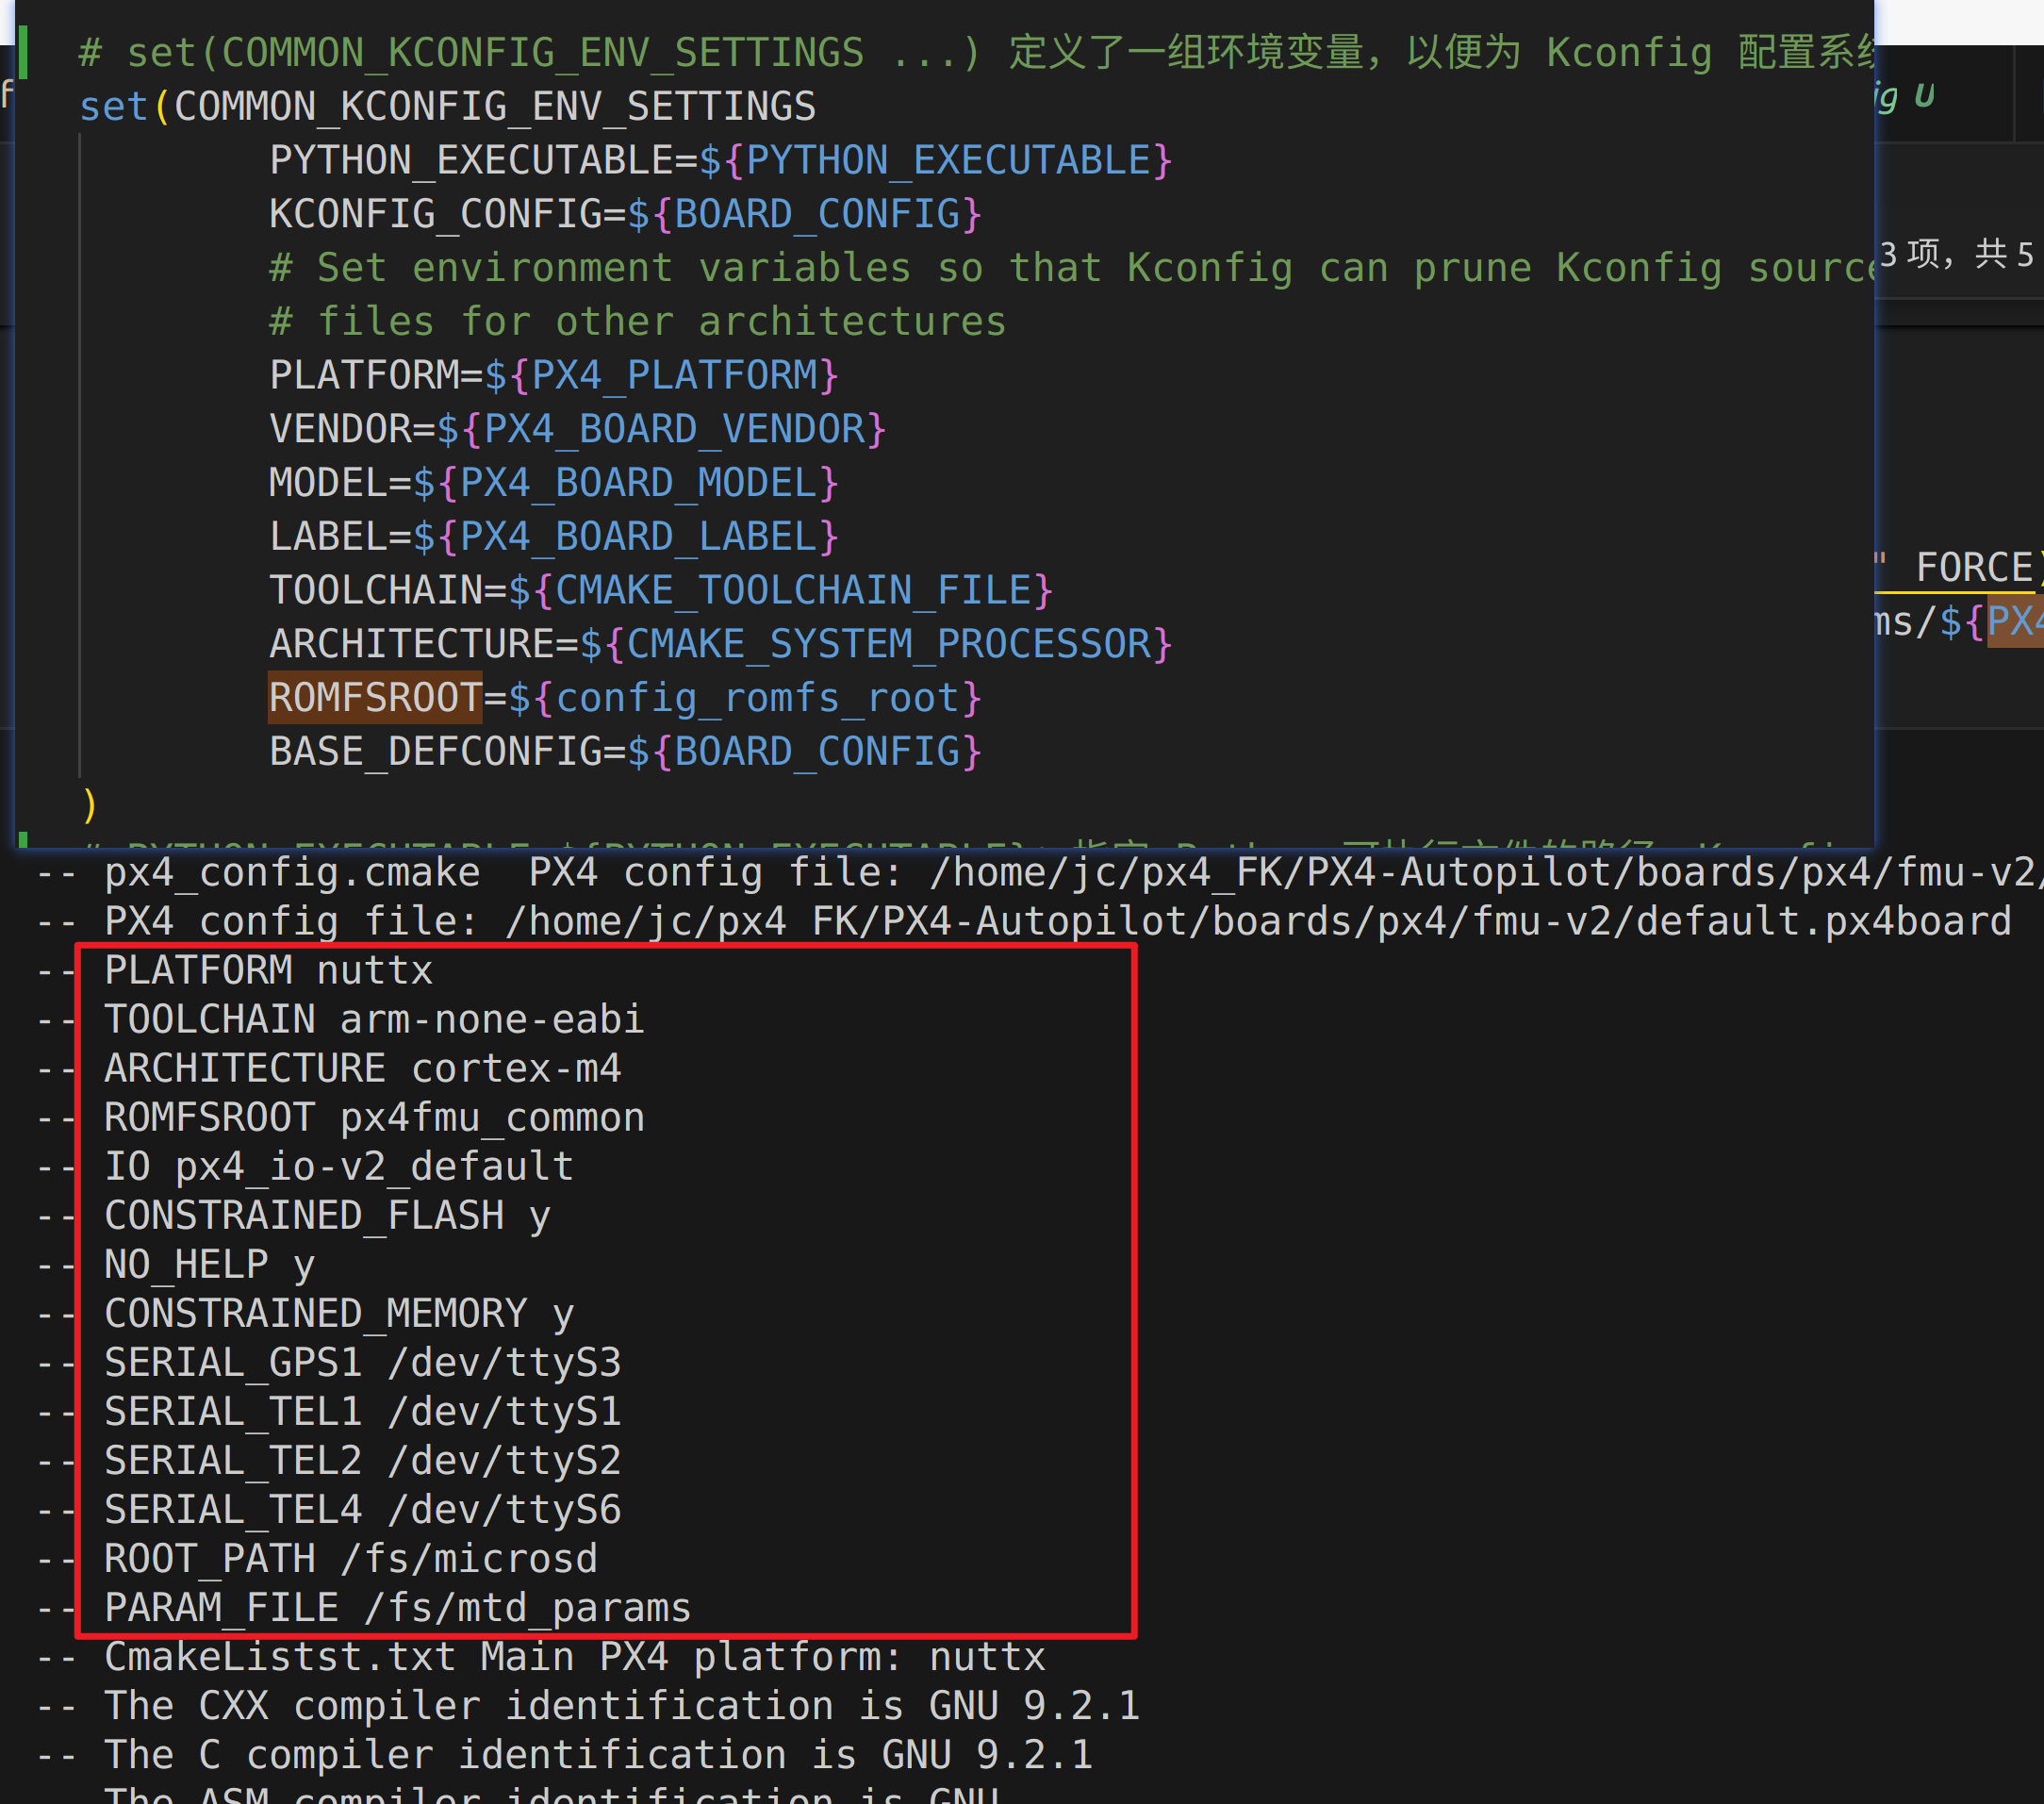 # set(COMMON_KCONFIG_ENV_SETTINGS ...) 定义了一组环境变量，以便为 Kconfig 配置系统
set(COMMON_KCONFIG_ENV_SETTINGS
f
ig U
PYTHON_EXECUTABLE=${PYTHON_EXECUTABLE}
KCONFIG_CONFIG=${BOARD_CONFIG}
# Set environment variables so that Kconfig can prune Kconfig source
3 项，共 5
# files for other architectures
PLATFORM=${PX4_PLATFORM}
VENDOR=${PX4_BOARD_VENDOR}
MODEL=${PX4_BOARD_MODEL}
LABEL=${PX4_BOARD_LABEL}
" FORCE)
TOOLCHAIN=${CMAKE_TOOLCHAIN_FILE}
ms/${PX4
ARCHITECTURE=${CMAKE_SYSTEM_PROCESSOR}
ROMFSROOT=${config_romfs_root}
BASE_DEFCONFIG=${BOARD_CONFIG}
)
-- px4_config.cmake  PX4 config file: /home/jc/px4_FK/PX4-Autopilot/boards/px4/fmu-v2/
-- PX4 config file: /home/jc/px4 FK/PX4-Autopilot/boards/px4/fmu-v2/default.px4board
-- PLATFORM nuttx
-- TOOLCHAIN arm-none-eabi
-- ARCHITECTURE cortex-m4
-- ROMFSROOT px4fmu_common
-- IO px4_io-v2_default
-- CONSTRAINED_FLASH y
-- NO_HELP y
-- CONSTRAINED_MEMORY y
-- SERIAL_GPS1 /dev/ttyS3
-- SERIAL_TEL1 /dev/ttyS1
-- SERIAL_TEL2 /dev/ttyS2
-- SERIAL_TEL4 /dev/ttyS6
-- ROOT_PATH /fs/microsd
-- PARAM_FILE /fs/mtd_params
-- CmakeListst.txt Main PX4 platform: nuttx
-- The CXX compiler identification is GNU 9.2.1
-- The C compiler identification is GNU 9.2.1
The ASM compiler identification is GNU